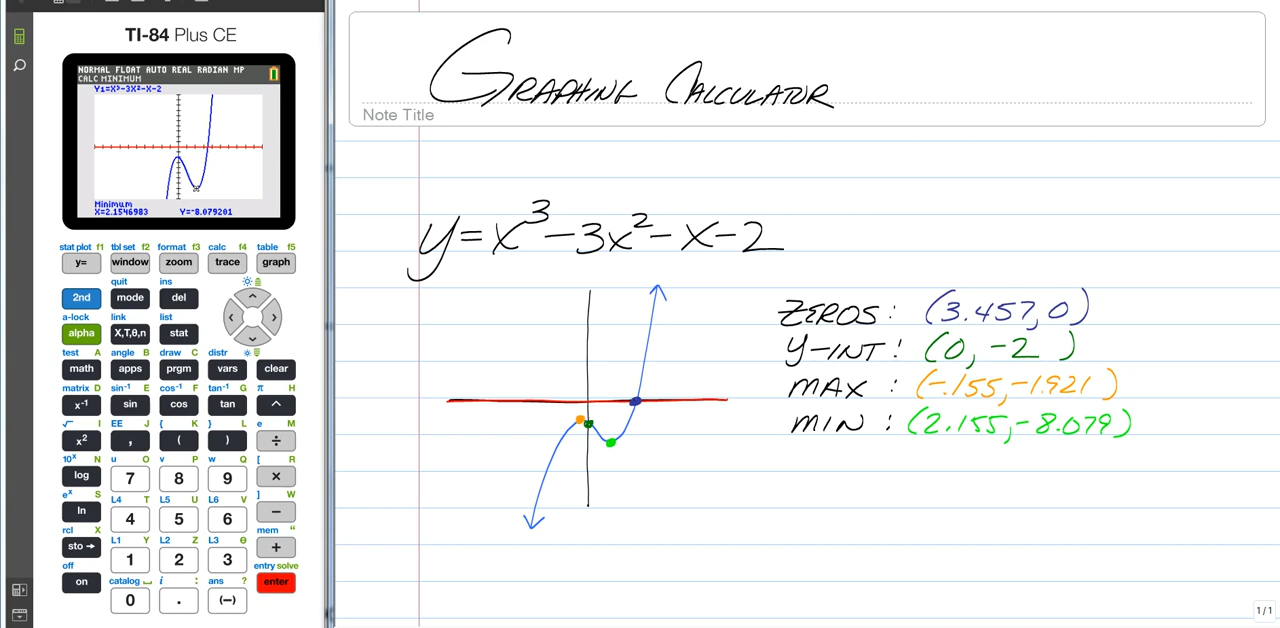 TI-84 Plus CE
NORMAL FLOAT AUTO REAL RADIAN MP
CALC MINIMUM
Y1=X³-3X²-X-2
Minimum
X=2.1546983 Y=-8.079201
stat plot f1 tbl set f2 format f3 calc f4 table f5
y= window zoom trace graph
quit ins
2nd mode del
a-lock link list
alpha X,T,θ,n stat
test A angle B draw C distr
math apps prgm vars clear
matrix D sin⁻¹ E cos⁻¹ F tan⁻¹ G π H
x⁻¹ sin cos tan ^
√ I EE J { K } L e M
x² , ( ) ÷
10ˣ N u O v P w Q [ R
log 7 8 9 ×
eˣ S L4 T L5 U L6 V ] W
ln 4 5 6 −
rcl X L1 Y L2 Z L3 θ mem "
sto→ 1 2 3 +
off catalog ⎵ i : ans ? entry solve
on 0 . (−) enter
GRAPHING CALCULATOR
Note Title
y=x³-3x²-x-2
ZEROS: (3.457,0)
Y-INT: (0,-2)
MAX: (-.155,-1.921)
MIN: (2.155,-8.079)
1/1